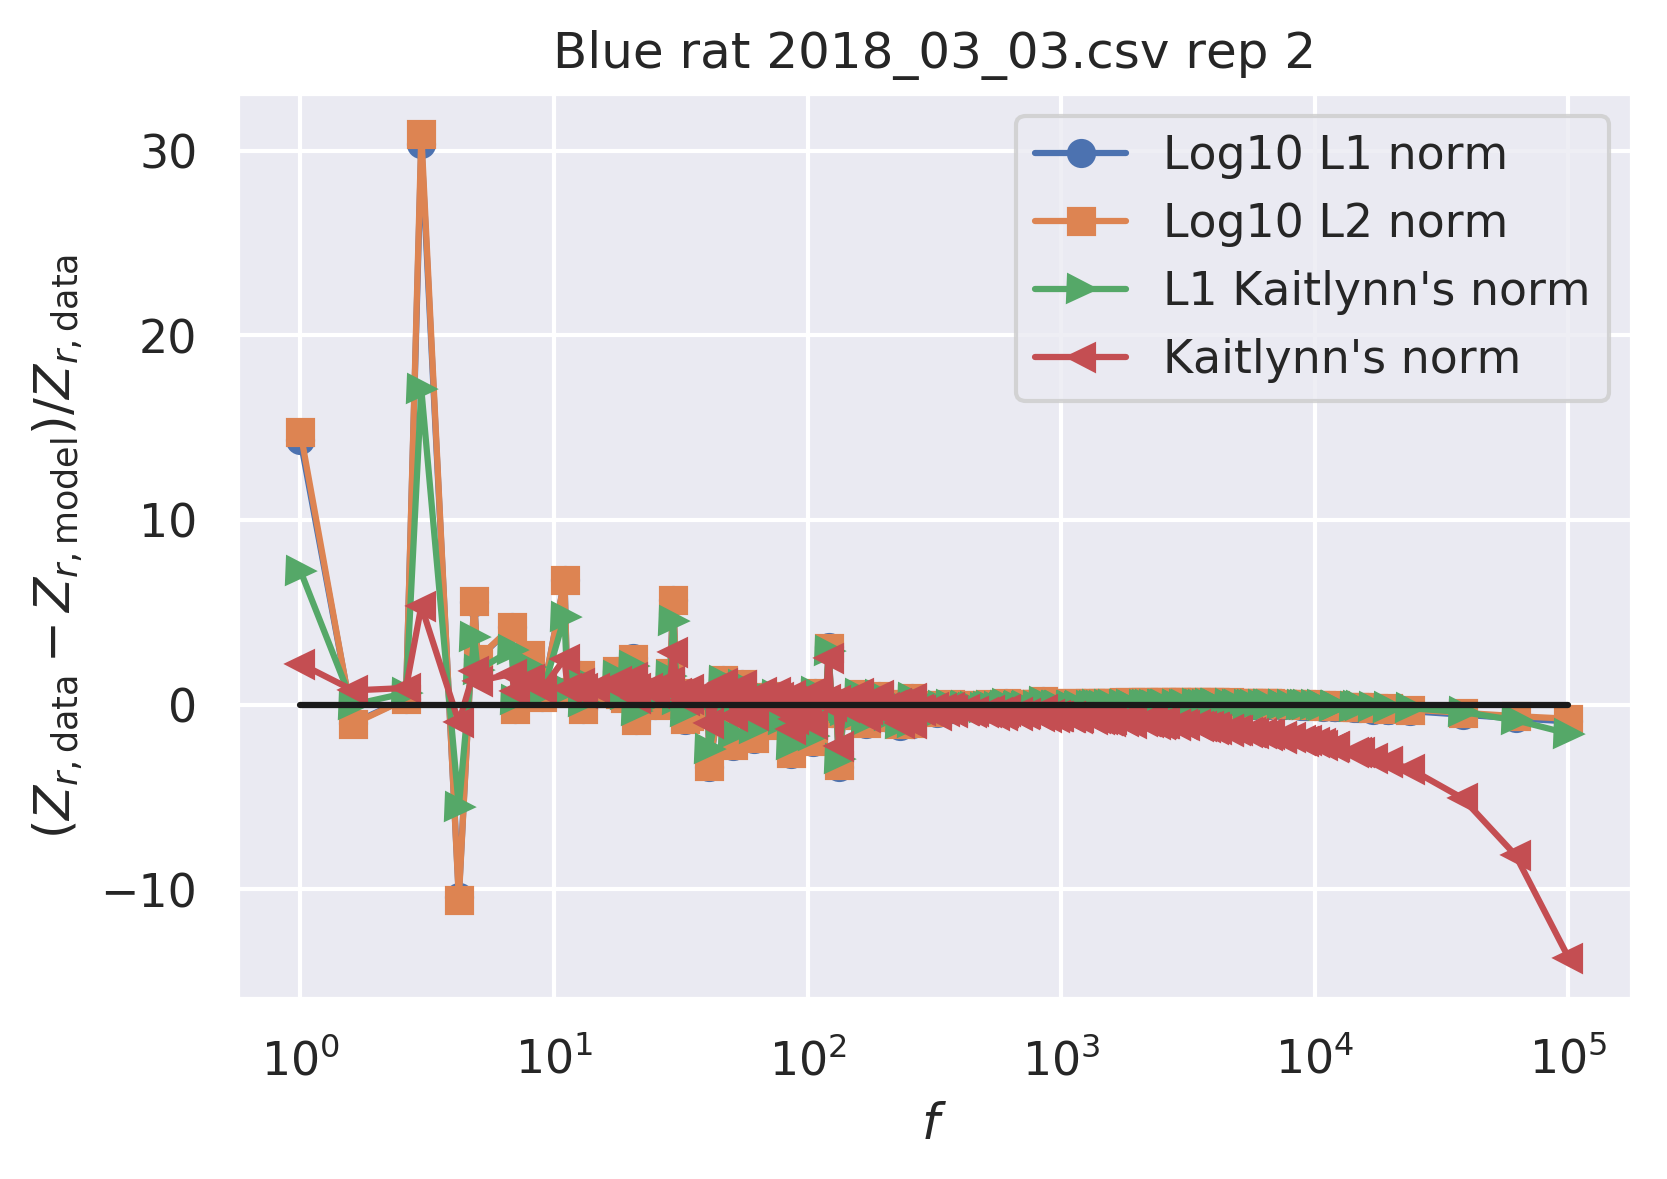 Blue rat 2018_03_03.csv rep 2
(Z_{r, data} − Z_{r, model})/Z_{r, data}
30
20
10
0
−10
Log10 L1 norm
Log10 L2 norm
L1 Kaitlynn's norm
Kaitlynn's norm
10^0 10^1 10^2 10^3 10^4 10^5
f